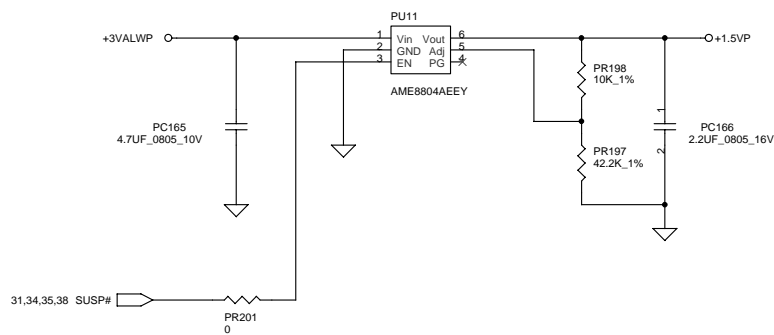 PU11
+3VALWP
1 Vin Vout 6
2 GND Adj 5
3 EN PG 4
+1.5VP
AME8804AEEY
PR198
10K_1%
PC165
4.7UF_0805_10V
1
PC166
2.2UF_0805_16V
2
PR197
42.2K_1%
31,34,35,38 SUSP#
PR201
0